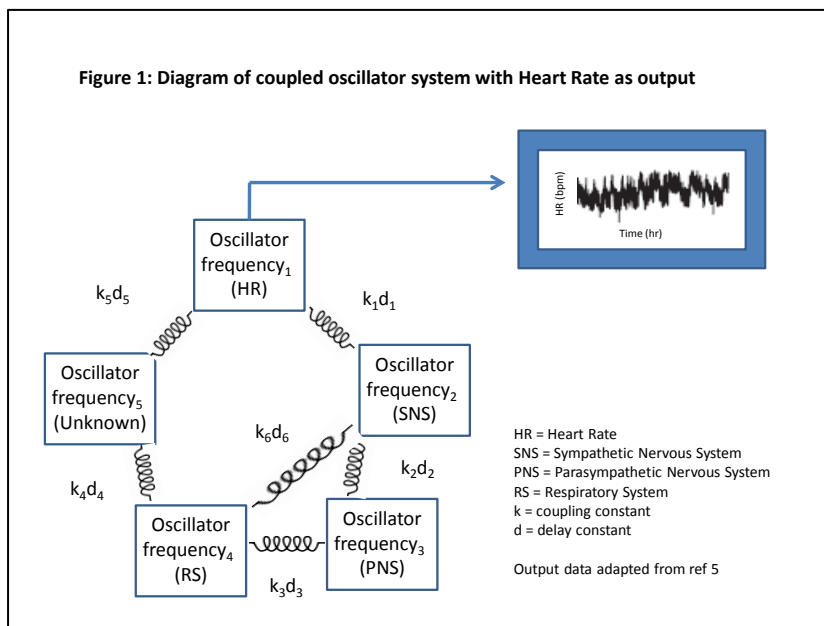 Figure 1: Diagram of coupled oscillator system with Heart Rate as output
HR (bpm)
Time (hr)
Oscillator
frequency₁
(HR)
k₅d₅
k₁d₁
Oscillator
frequency₅
(Unknown)
Oscillator
frequency₂
(SNS)
k₆d₆
k₄d₄
k₂d₂
Oscillator
frequency₄
(RS)
Oscillator
frequency₃
(PNS)
k₃d₃
HR = Heart Rate
SNS = Sympathetic Nervous System
PNS = Parasympathetic Nervous System
RS = Respiratory System
k = coupling constant
d = delay constant
Output data adapted from ref 5